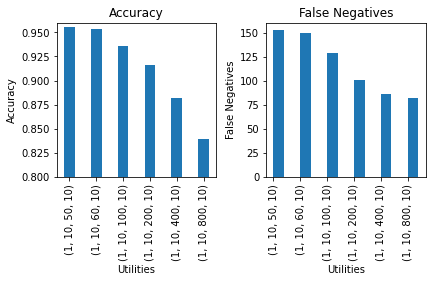 Accuracy
Accuracy
0.950
0.925
0.900
0.875
0.850
0.825
0.800
(1, 10, 50, 10)
(1, 10, 60, 10)
(1, 10, 100, 10)
(1, 10, 200, 10)
(1, 10, 400, 10)
(1, 10, 800, 10)
Utilities
False Negatives
False Negatives
150
125
100
75
50
25
0
(1, 10, 50, 10)
(1, 10, 60, 10)
(1, 10, 100, 10)
(1, 10, 200, 10)
(1, 10, 400, 10)
(1, 10, 800, 10)
Utilities